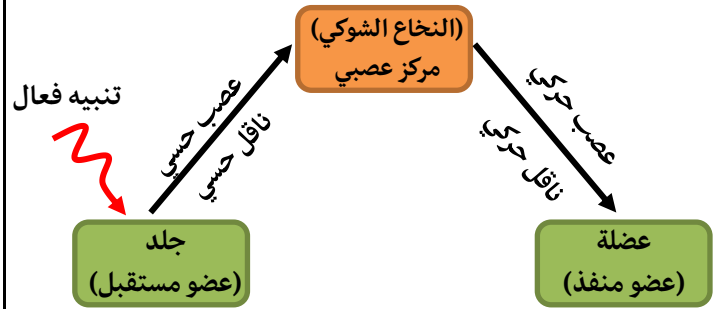 (النخاع الشوكي)
مركز عصبي
تنبيه فعال
عصب حسي
ناقل حسي
عصب حركي
ناقل حركي
جلد
(عضو مستقبل)
عضلة
(عضو منفذ)